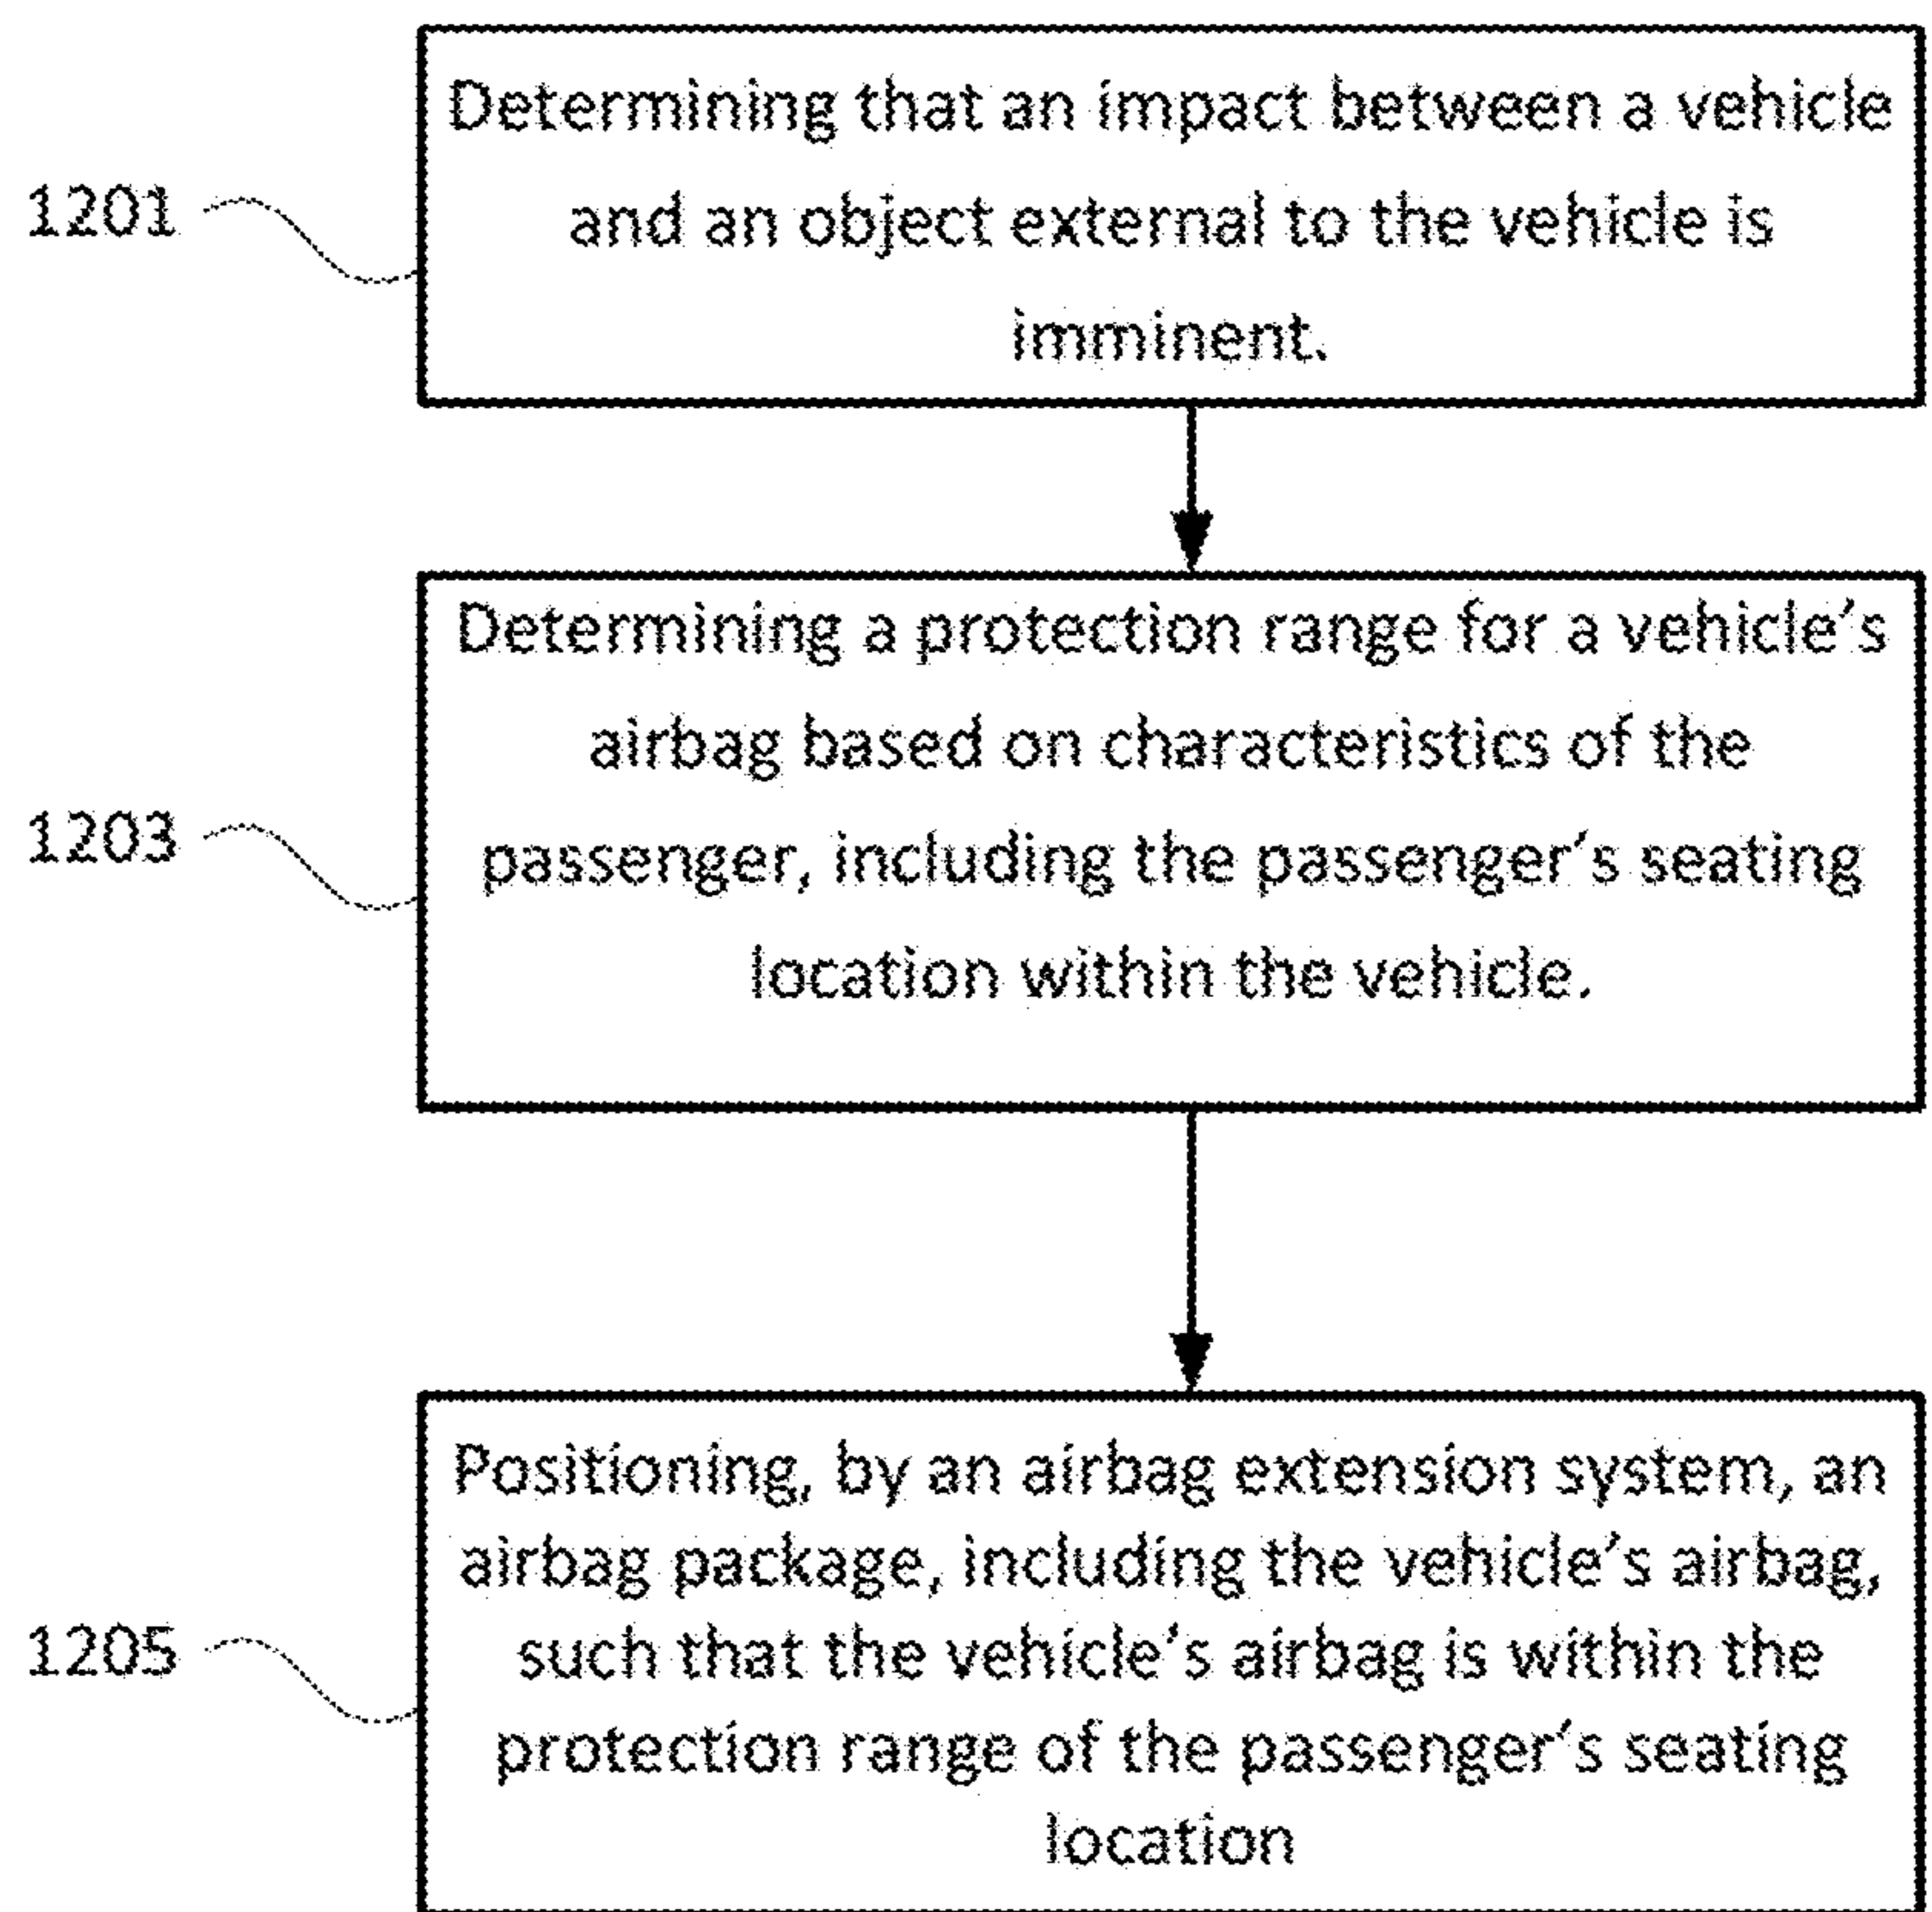 Determining that an impact between a vehicle
1201
and an object external to the vehicle is
imminent.
Determining a protection range for a vehicle's
airbag based on characteristics of the
1203
passenger, including the passenger's seating
location within the vehicle.
Positioning, by an airbag extension system, an
airbag package, including the vehicle's airbag,
1205
such that the vehicle's airbag is within the
protection range of the passenger's seating
location